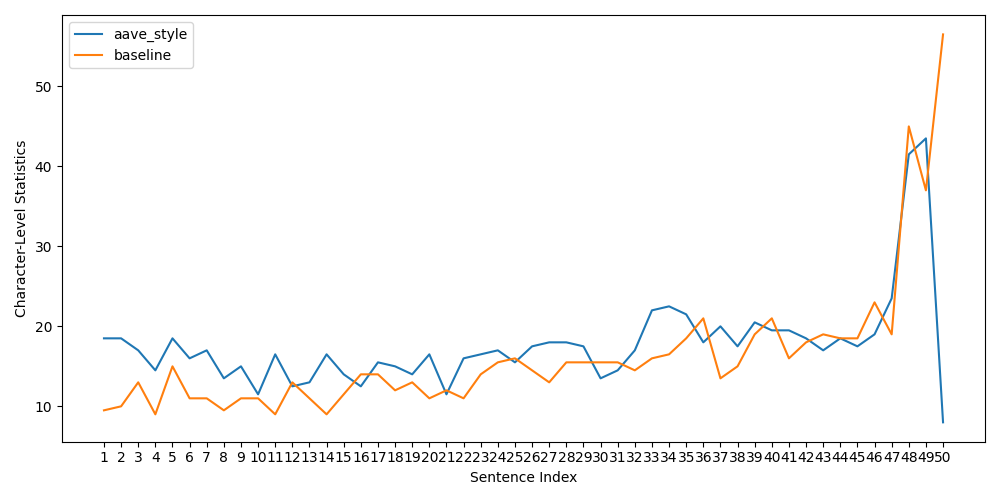 aave_style
baseline
50
40
30
20
10
Character-Level Statistics
1 2 3 4 5 6 7 8 9 10 11 12 13 14 15 16 17 18 19 20 21 22 23 24 25 26 27 28 29 30 31 32 33 34 35 36 37 38 39 40 41 42 43 44 45 46 47 48 49 50
Sentence Index